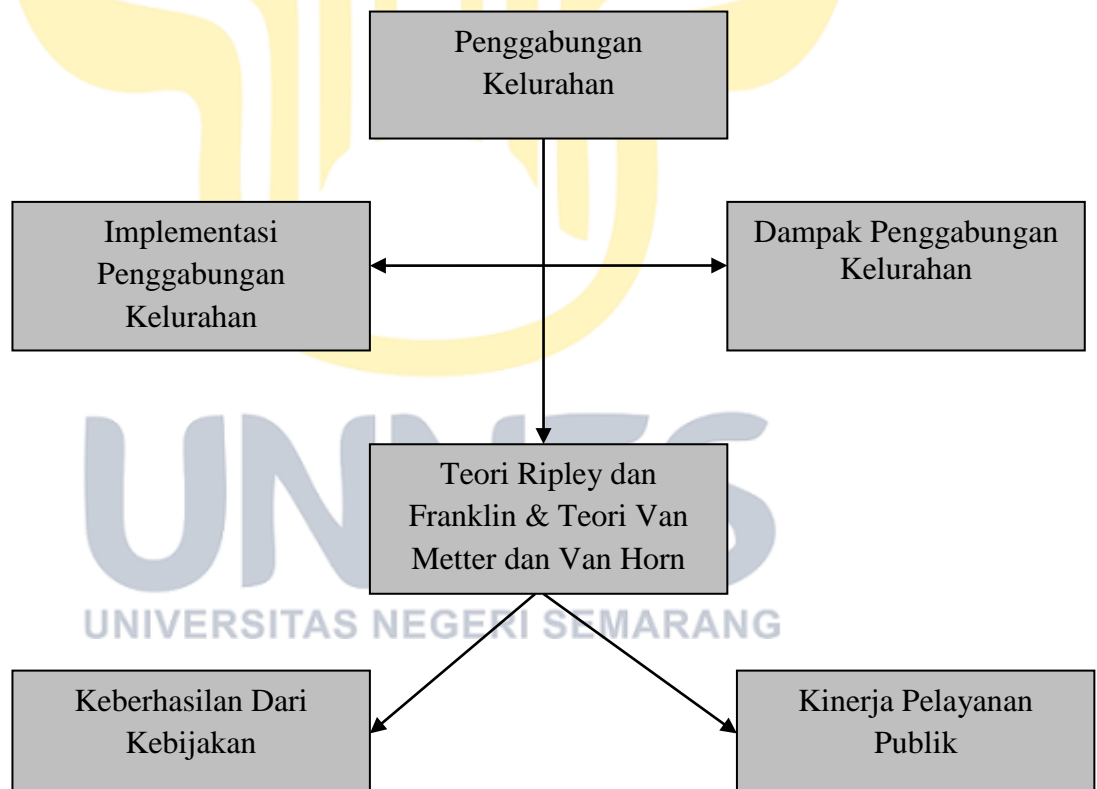 Penggabungan
Kelurahan
Implementasi
Penggabungan
Kelurahan
Dampak Penggabungan
Kelurahan
Teori Ripley dan
Franklin & Teori Van
Metter dan Van Horn
UNNES
UNIVERSITAS NEGERI SEMARANG
Keberhasilan Dari
Kebijakan
Kinerja Pelayanan
Publik